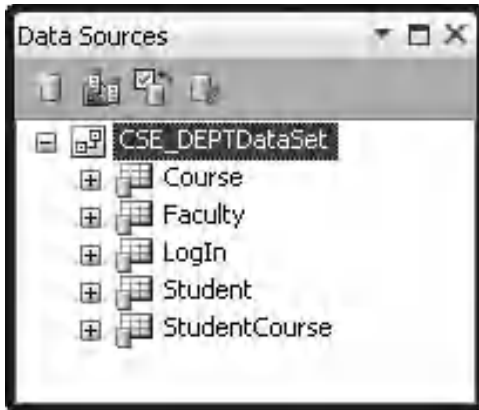 Data Sources
CSE_DEPTDataSet
Course
Faculty
LogIn
Student
StudentCourse